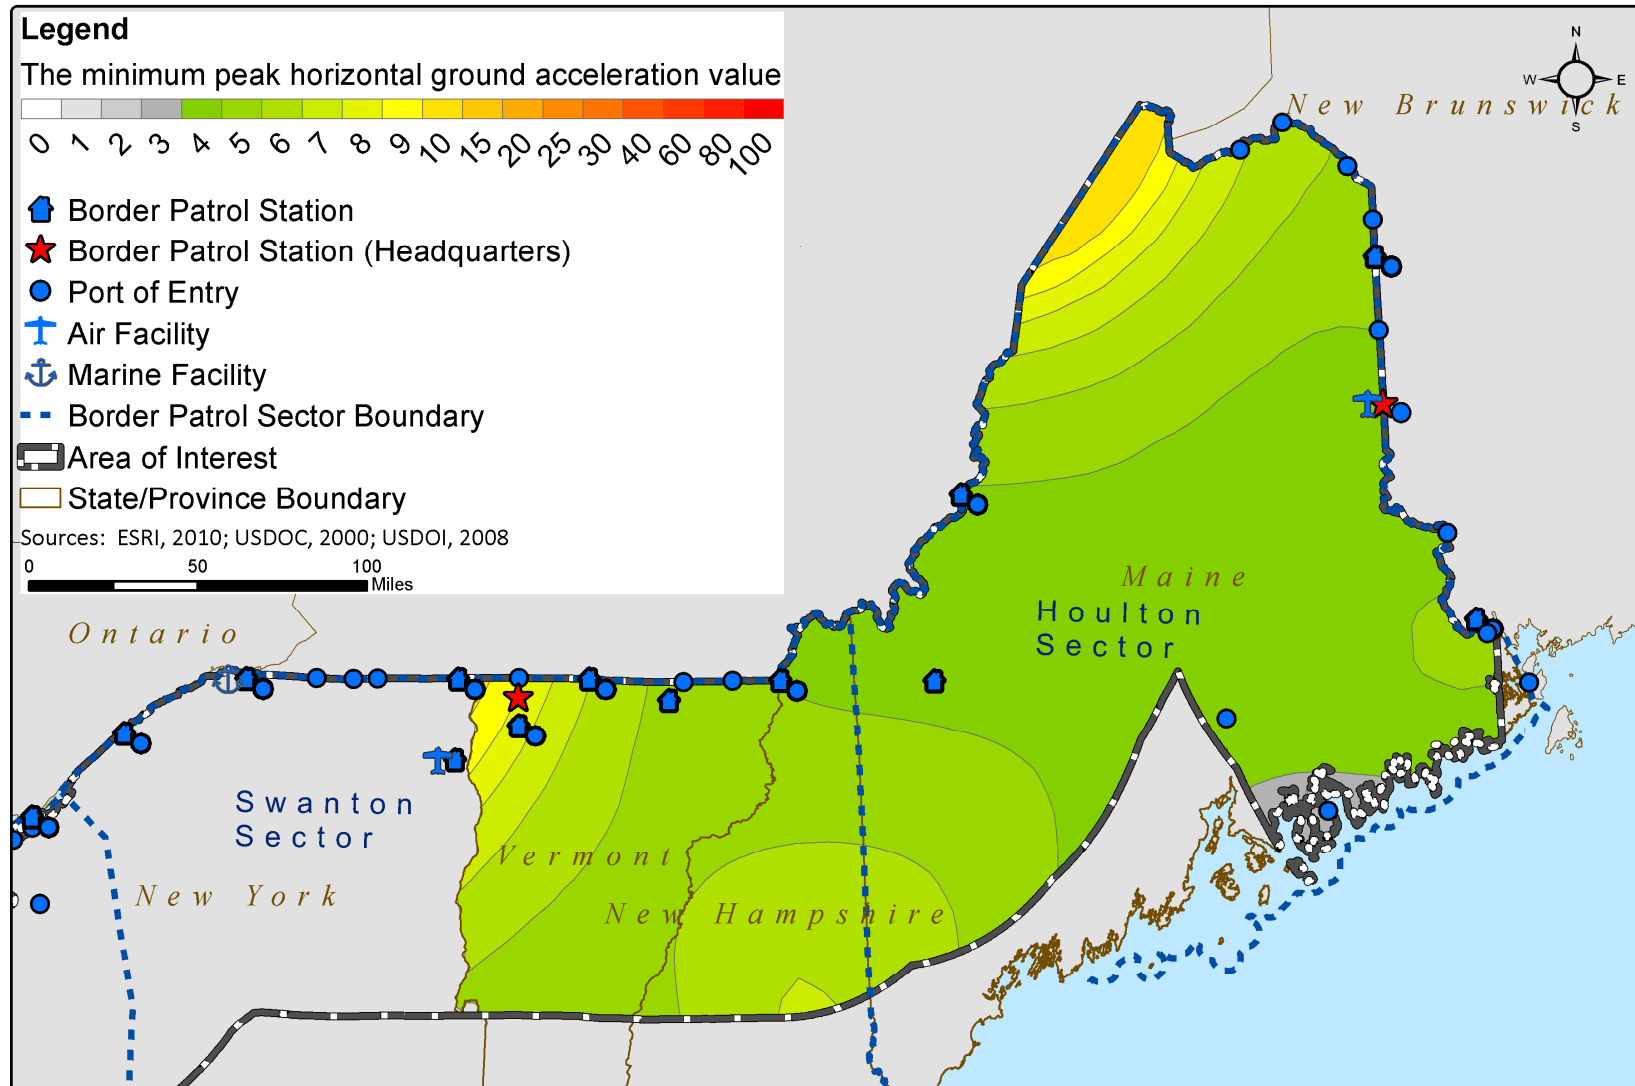 Legend
The minimum peak horizontal ground acceleration value
0 1 2 3 4 5 6 7 8 9 10 15 20 25 30 40 60 80 100
Border Patrol Station
Border Patrol Station (Headquarters)
Port of Entry
Air Facility
Marine Facility
Border Patrol Sector Boundary
Area of Interest
State/Province Boundary
Sources: ESRI, 2010; USDOC, 2000; USDOI, 2008
0 50 100
Miles
N
W E
S
New Brunswick
Maine
Houlton
Sector
Ontario
Swanton
Sector
Vermont
New York
New Hampshire